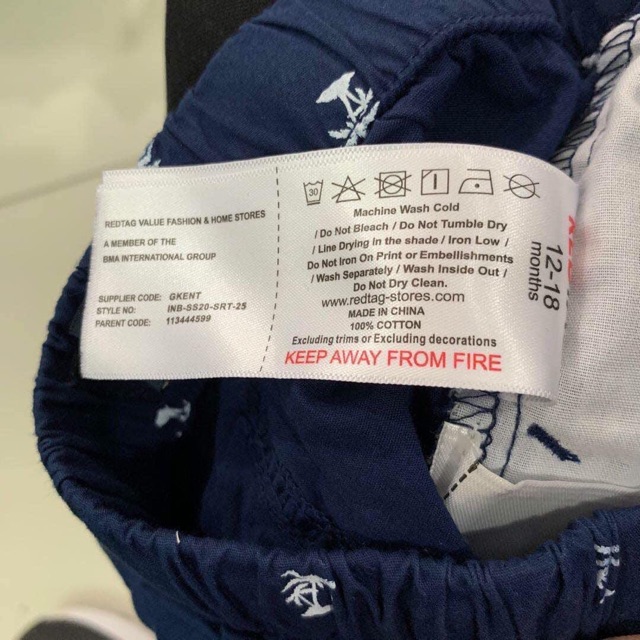 REDTAG VALUE FASHION & HOME STORES
A MEMBER OF THE
BMA INTERNATIONAL GROUP
SUPPLIER CODE: GKENT
STYLE NO: INB-SS20-SRT-25
PARENT CODE: 113444599
30
Machine Wash Cold
/ Do Not Bleach / Do Not Tumble Dry
/ Line Drying in the shade / Iron Low /
Do Not Iron On Print or Embellishments
/ Wash Separately / Wash Inside Out /
Do Not Dry Clean.
www.redtag-stores.com
MADE IN CHINA
100% COTTON
Excluding trims or Excluding decorations
KEEP AWAY FROM FIRE
12-18
months